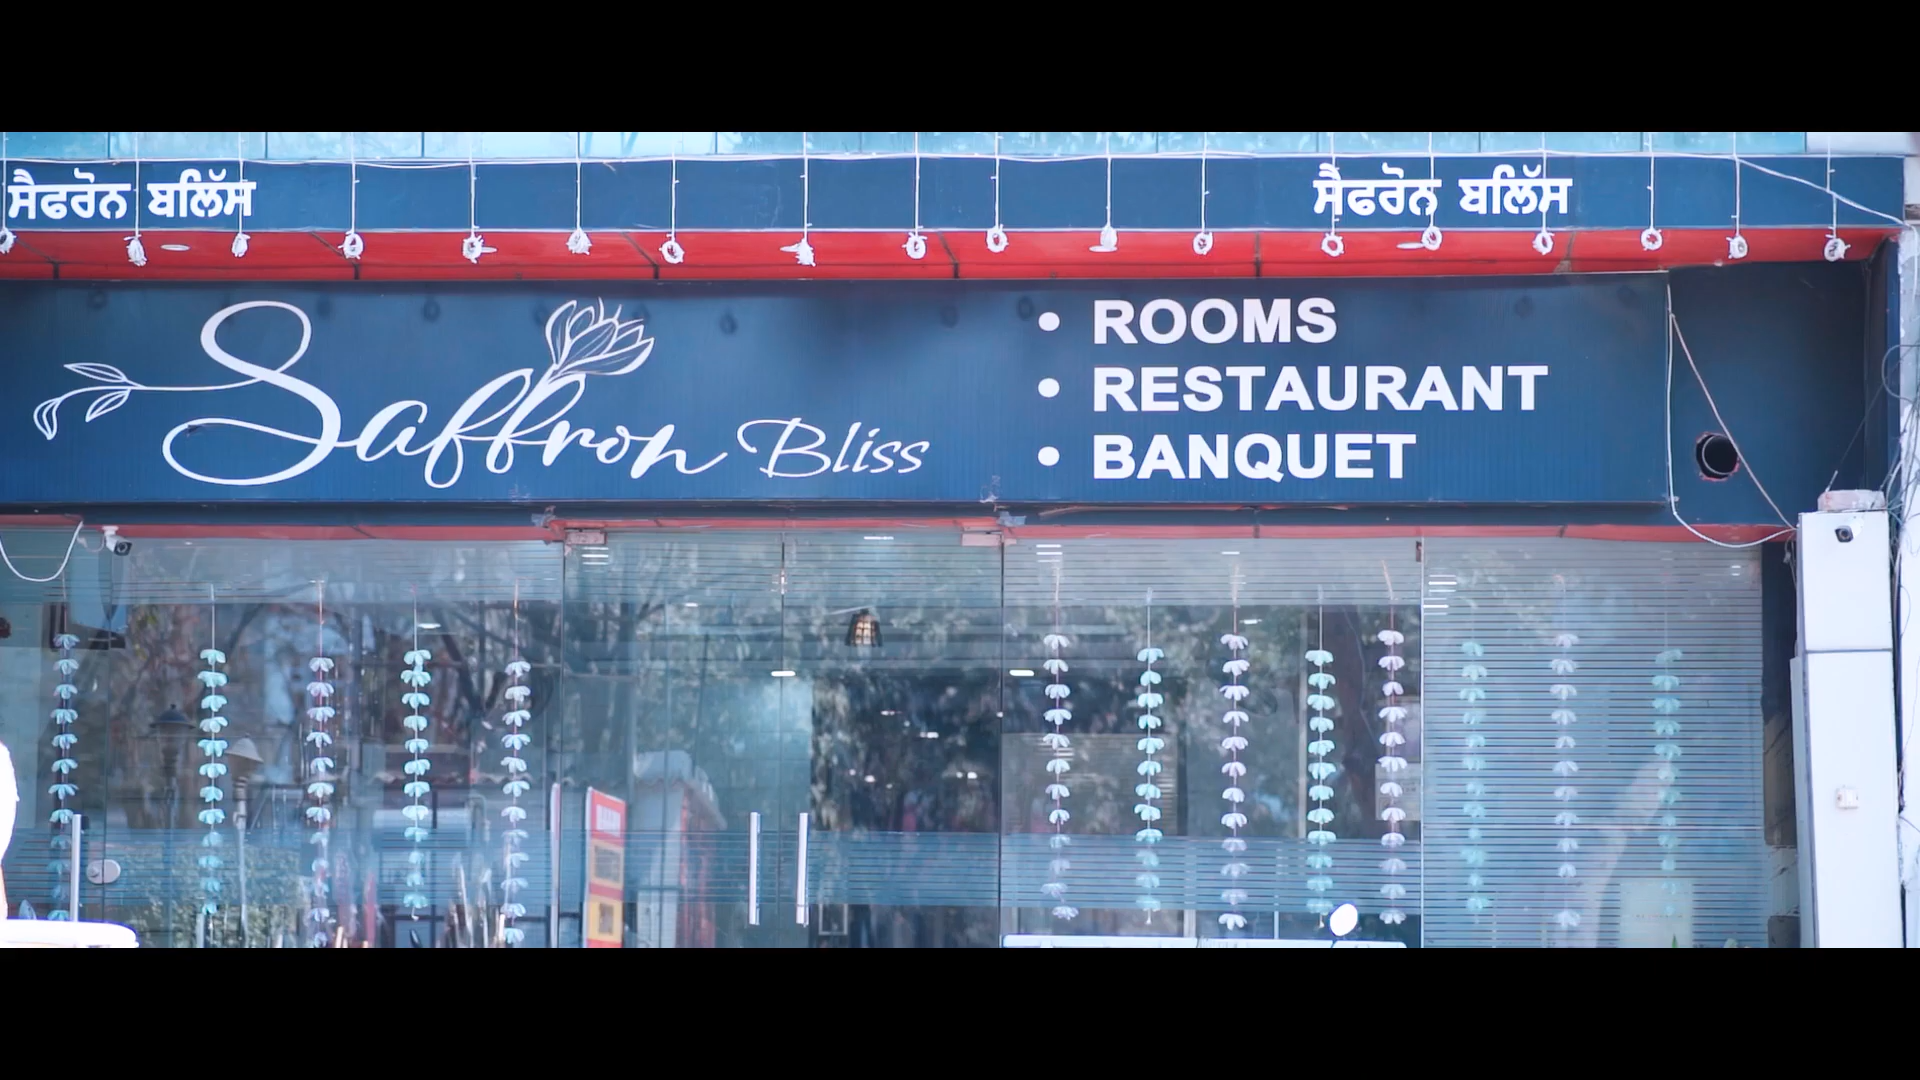 ਸੈਫਰੋਨ ਬਲਿੱਸ
ਸੈਫਰੋਨ ਬਲਿੱਸ
Saffron Bliss
• ROOMS
• RESTAURANT
• BANQUET